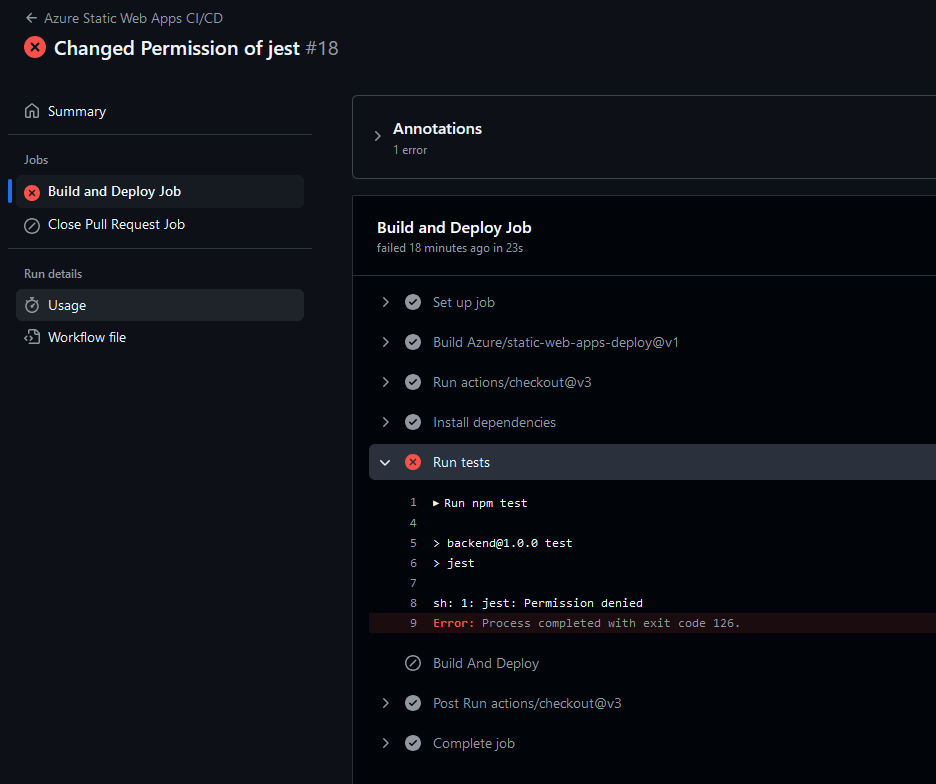 Azure Static Web Apps CI/CD
Changed Permission of jest #18
Summary
Jobs
Build and Deploy Job
Close Pull Request Job
Run details
Usage
Workflow file
Annotations
1 error
Build and Deploy Job
failed 18 minutes ago in 23s
Set up job
Build Azure/static-web-apps-deploy@v1
Run actions/checkout@v3
Install dependencies
Run tests
1 Run npm test
4
5 > backend@1.0.0 test
6 > jest
7
8 sh: 1: jest: Permission denied
9 Error: Process completed with exit code 126.
Build And Deploy
Post Run actions/checkout@v3
Complete job